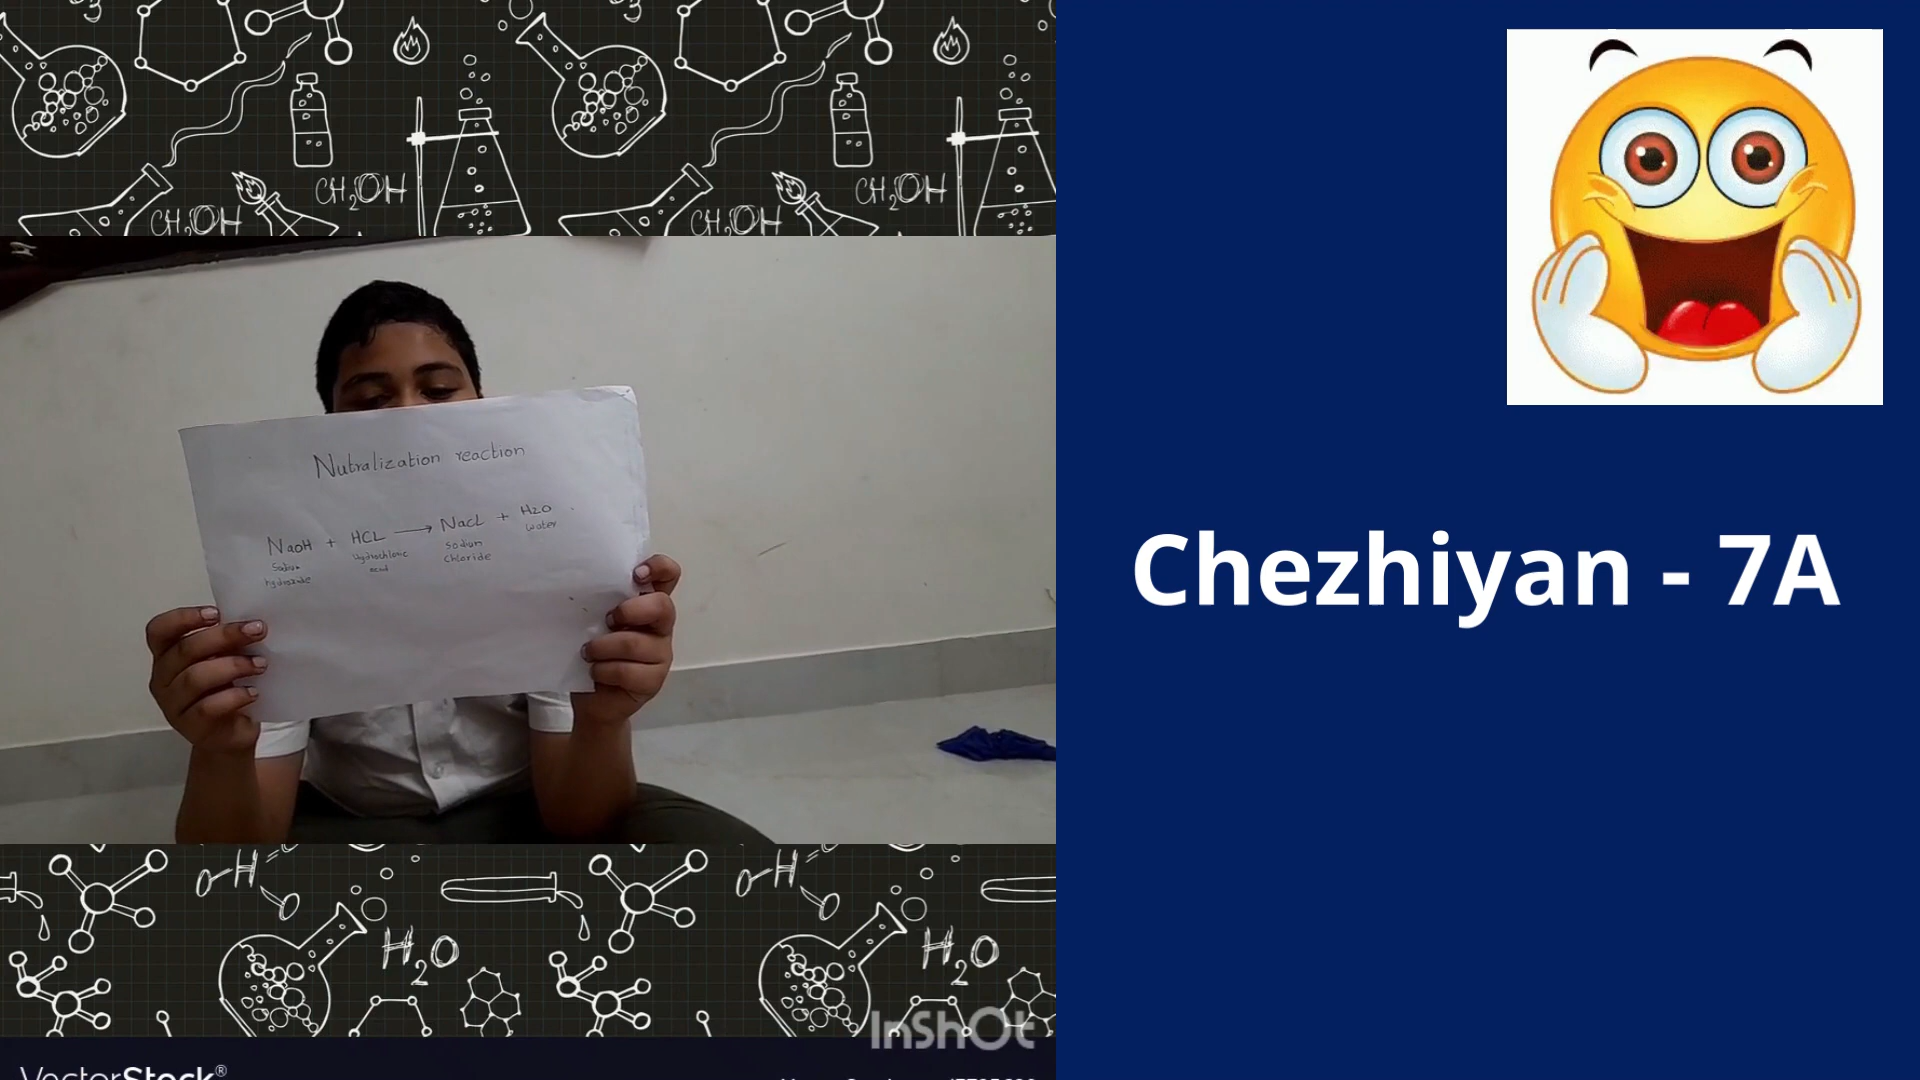 CH₂OH
CH₂OH
CH₂OH
CH₂OH
Nutralization reaction
NaOH + HCL → NacL + H2O
Sodium hydroxide
Hydrochloric acid
Sodium chloride
water
Chezhiyan - 7A
H₂O
H₂O
InShOt
VectorStock®